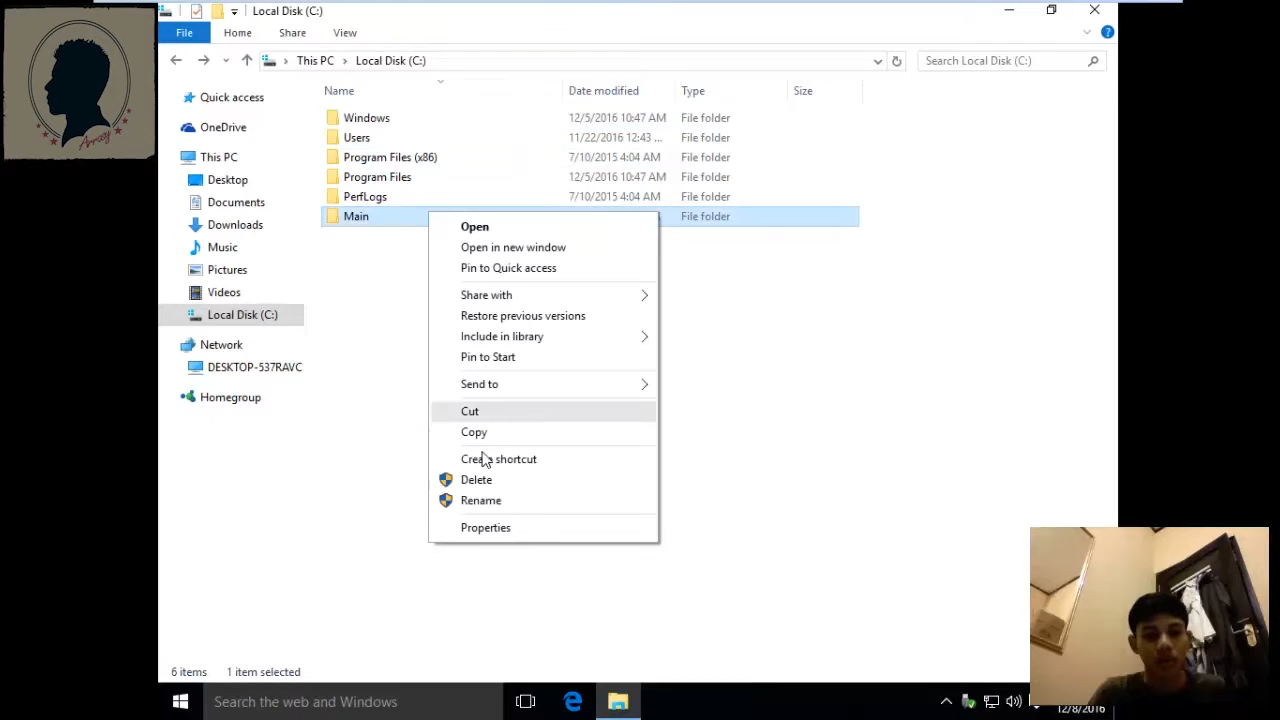 Local Disk (C:)
File Home Share View
This PC Local Disk (C:) Search Local Disk (C:)
Name Date modified Type Size
Quick access
OneDrive
This PC
Desktop
Documents
Downloads
Music
Pictures
Videos
Local Disk (C:)
Network
DESKTOP-537RAVC
Homegroup
Windows 12/5/2016 10:47 AM File folder
Users 11/22/2016 12:43 ... File folder
Program Files (x86) 7/10/2015 4:04 AM File folder
Program Files 12/5/2016 10:47 AM File folder
PerfLogs 7/10/2015 4:04 AM File folder
Main File folder
Open
Open in new window
Pin to Quick access
Share with
Restore previous versions
Include in library
Pin to Start
Send to
Cut
Copy
Create shortcut
Delete
Rename
Properties
6 items 1 item selected
Search the web and Windows
12/8/2016